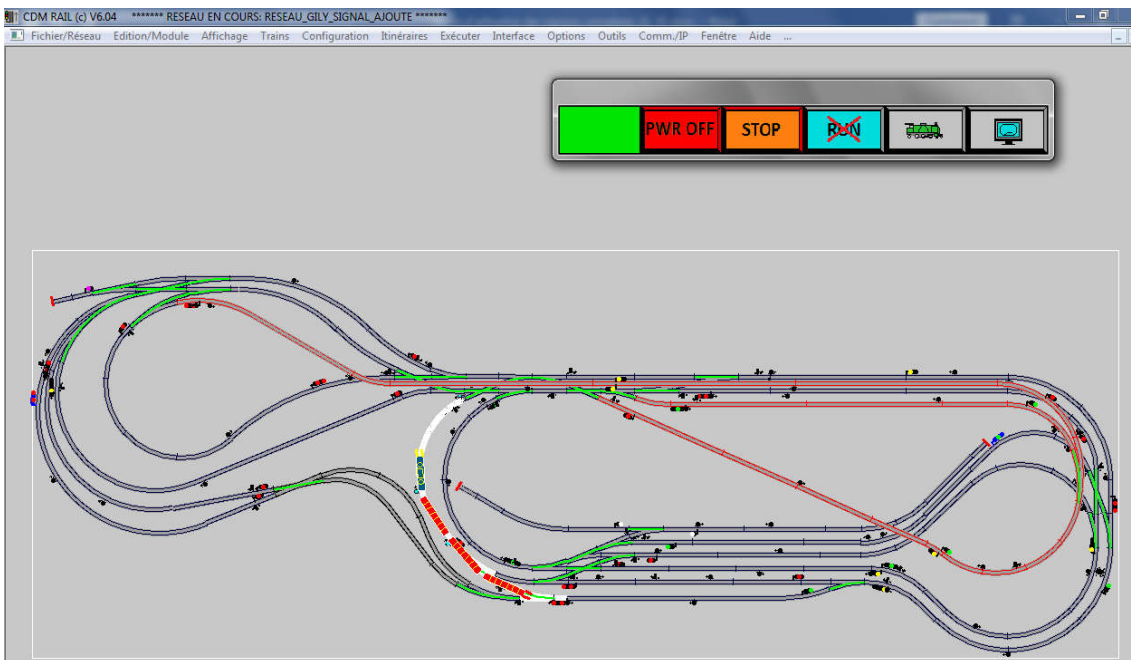 CDM RAIL (c) V6.04 ******* RESEAU EN COURS: RESEAU_GILY_SIGNAL_AJOUTE *******
Fichier/Réseau Edition/Module Affichage Trains Configuration Itinéraires Exécuter Interface Options Outils Comm./IP Fenêtre Aide ...
PWR OFF STOP RUN